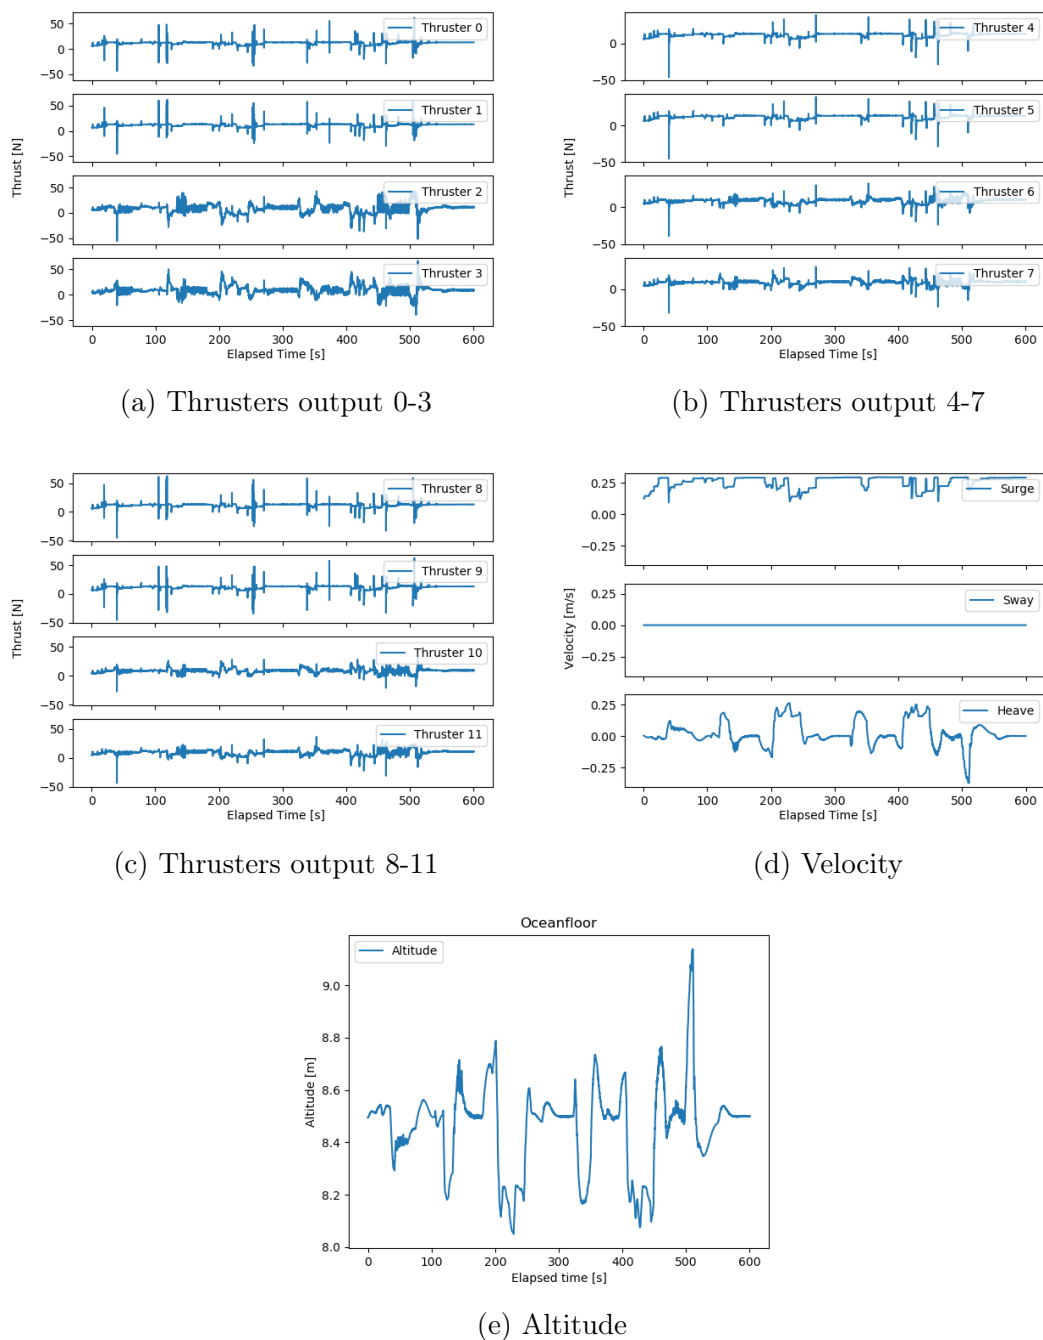 50
0
−50
Thruster 0
50
0
−50
Thruster 1
50
0
−50
Thruster 2
50
0
−50
Thruster 3
Thrust [N]
0 100 200 300 400 500 600
Elapsed Time [s]
(a) Thrusters output 0-3
0
−50
Thruster 4
0
−50
Thruster 5
0
−50
Thruster 6
0
−50
Thruster 7
Thrust [N]
0 100 200 300 400 500 600
Elapsed Time [s]
(b) Thrusters output 4-7
50
0
−50
Thruster 8
50
0
−50
Thruster 9
50
0
−50
Thruster 10
50
0
−50
Thruster 11
Thrust [N]
0 100 200 300 400 500 600
Elapsed Time [s]
(c) Thrusters output 8-11
0.25
0.00
−0.25
Surge
0.25
0.00
−0.25
Sway
0.25
0.00
−0.25
Heave
Velocity [m/s]
0 100 200 300 400 500 600
Elapsed Time [s]
(d) Velocity
Oceanfloor
Altitude
9.0
8.8
8.6
8.4
8.2
8.0
Altitude [m]
0 100 200 300 400 500 600
Elapsed time [s]
(e) Altitude